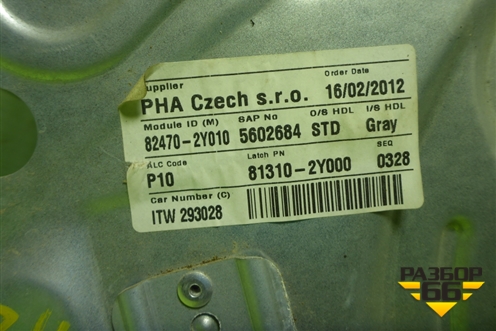 Supplier Order Date
PHA Czech s.r.o. 16/02/2012
Module ID (M) SAP No O/S HDL I/S HDL
82470-2Y010 5602684 STD Gray
ALC Code Latch PN SEQ
P10 81310-2Y000 0328
Car Number (C)
ITW 293028
РАЗБОР
66